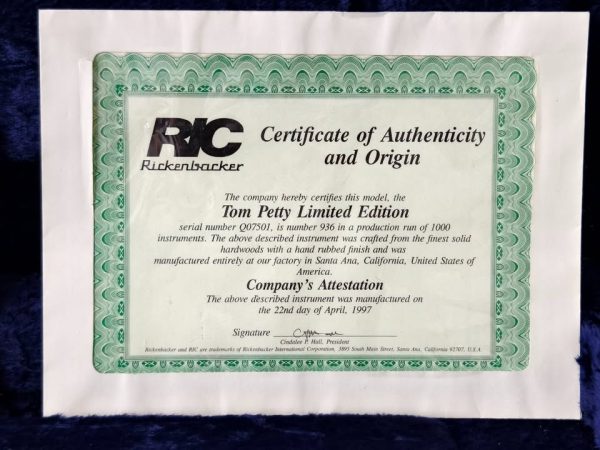 RIC
Rickenbacker
Certificate of Authenticity
and Origin
The company hereby certifies this model, the
Tom Petty Limited Edition
serial number Q07501, is number 936 in a production run of 1000
instruments. The above described instrument was crafted from the finest solid
hardwoods with a hand rubbed finish and was
manufactured entirely at our factory in Santa Ana, California, United States of
America.
Company's Attestation
The above described instrument was manufactured on
the 22nd day of April, 1997
Signature
Cindalee P. Hall, President
Rickenbacker and RIC are trademarks of Rickenbacker International Corporation, 3895 South Main Street, Santa Ana, California 92707, U.S.A.